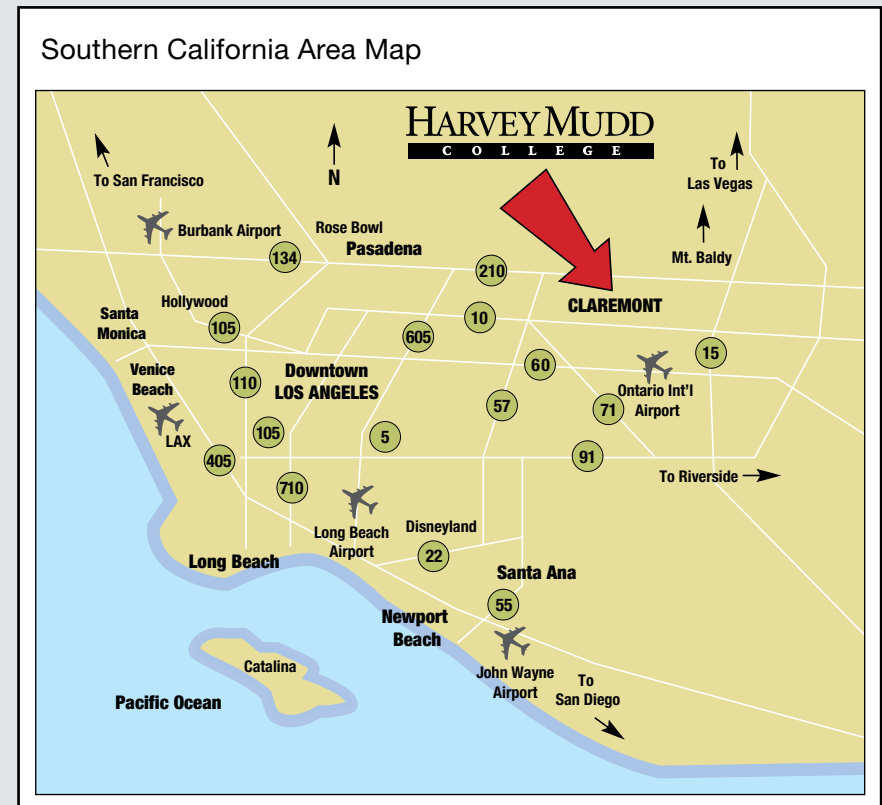 Southern California Area Map
HARVEY MUDD
COLLEGE
To San Francisco
N
To
Las Vegas
Burbank Airport
Rose Bowl
Pasadena
134
Mt. Baldy
210
CLAREMONT
Hollywood
Santa
Monica
105
10
605
15
Venice
Beach
110
Downtown
LOS ANGELES
60
Ontario Int'l
Airport
57
71
LAX
105
5
405
91
To Riverside
710
Long Beach
Airport
Disneyland
22
Long Beach
Santa Ana
55
Newport
Beach
Catalina
John Wayne
Airport
To
San Diego
Pacific Ocean